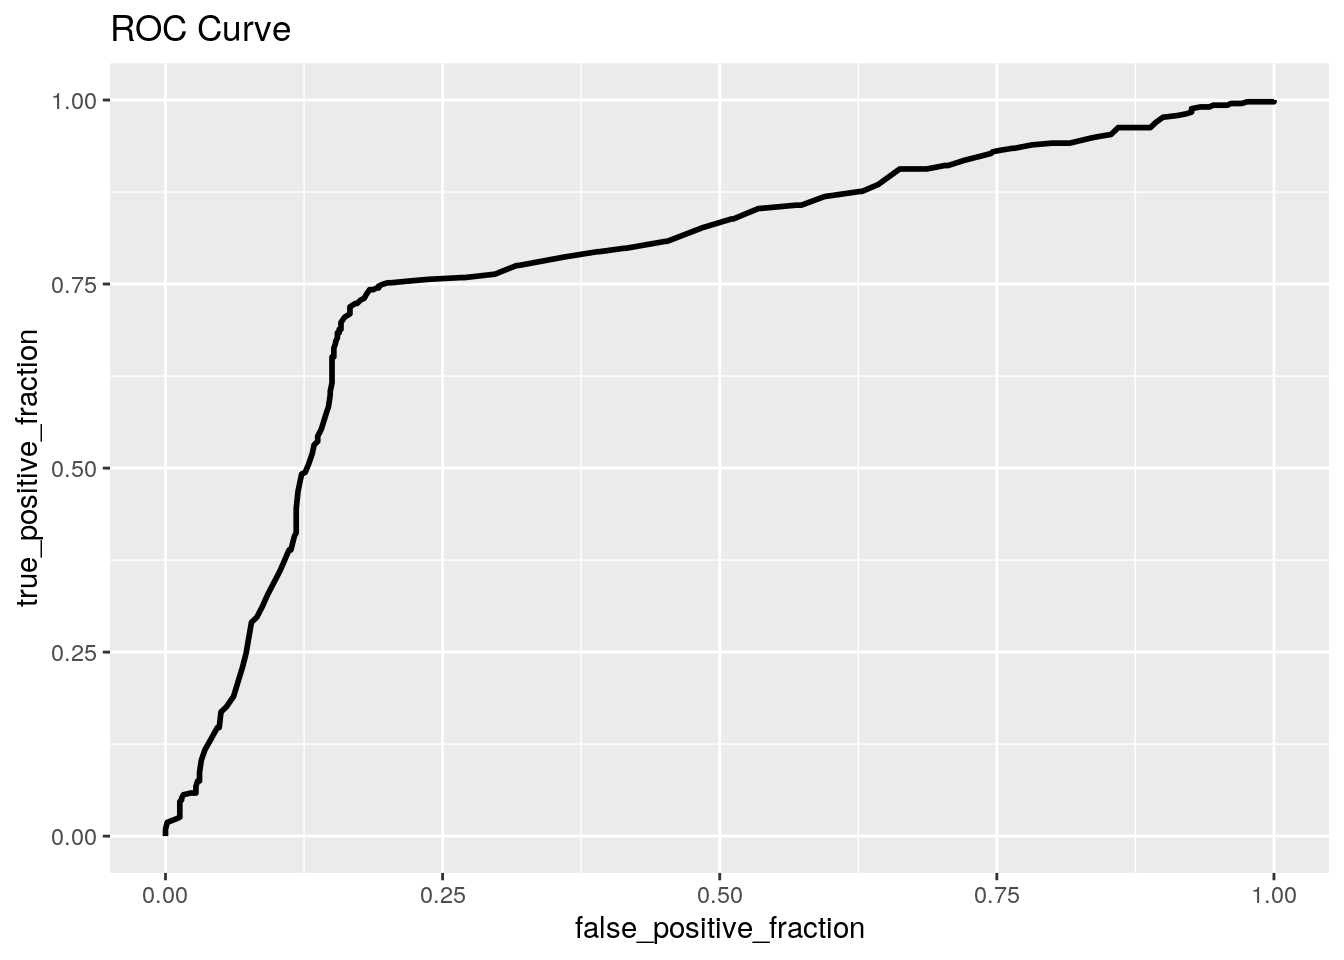 ROC Curve
true_positive_fraction
1.00
0.75
0.50
0.25
0.00
0.00 0.25 0.50 0.75 1.00
false_positive_fraction